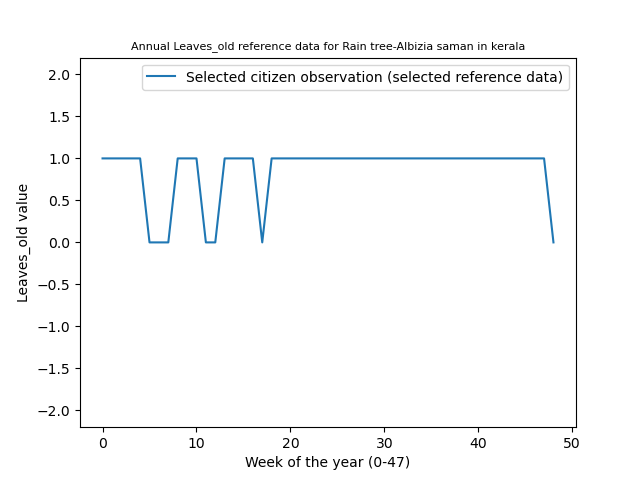 Annual Leaves_old reference data for Rain tree-Albizia saman in kerala
Selected citizen observation (selected reference data)
2.0
1.5
1.0
0.5
0.0
−0.5
−1.0
−1.5
−2.0
Leaves_old value
0 10 20 30 40 50
Week of the year (0-47)